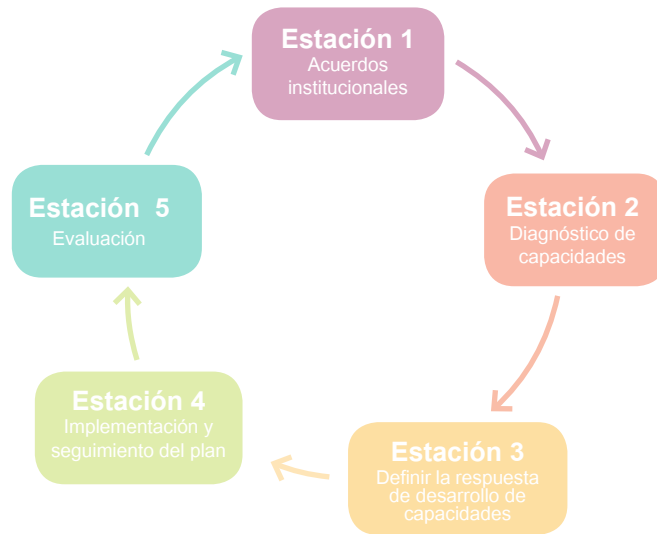 Estación 1
Acuerdos
institucionales
Estación 2
Diagnóstico de
capacidades
Estación 3
Definir la respuesta
de desarrollo de
capacidades
Estación 4
Implementación y
seguimiento del plan
Estación 5
Evaluación